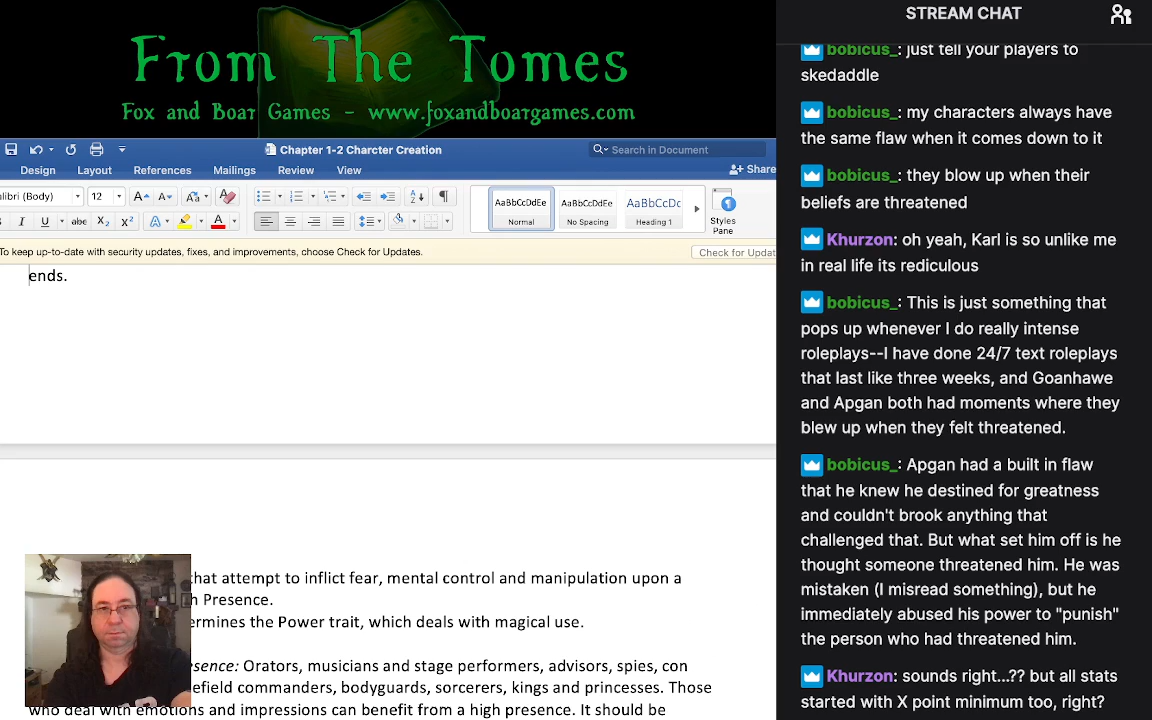 From The Tomes
Fox and Boar Games - www.foxandboargames.com
Chapter 1-2 Charcter Creation
Search in Document
Design Layout References Mailings Review View
Share
alibri (Body) 12
AaBbCcDdEe AaBbCcDdEe AaBbCcDc
Normal No Spacing Heading 1
Styles
Pane
To keep up-to-date with security updates, fixes, and improvements, choose Check for Updates.
Check for Updat
ends.
that attempt to inflict fear, mental control and manipulation upon a
Presence.
ermines the Power trait, which deals with magical use.
esence: Orators, musicians and stage performers, advisors, spies, con
efield commanders, bodyguards, sorcerers, kings and princesses. Those
who deal with emotions and impressions can benefit from a high presence. It should be
STREAM CHAT
bobicus_: just tell your players to
skedaddle
bobicus_: my characters always have
the same flaw when it comes down to it
bobicus_: they blow up when their
beliefs are threatened
Khurzon: oh yeah, Karl is so unlike me
in real life its rediculous
bobicus_: This is just something that
pops up whenever I do really intense
roleplays--I have done 24/7 text roleplays
that last like three weeks, and Goanhawe
and Apgan both had moments where they
blew up when they felt threatened.
bobicus_: Apgan had a built in flaw
that he knew he destined for greatness
and couldn't brook anything that
challenged that. But what set him off is he
thought someone threatened him. He was
mistaken (I misread something), but he
immediately abused his power to "punish"
the person who had threatened him.
Khurzon: sounds right...?? but all stats
started with X point minimum too, right?